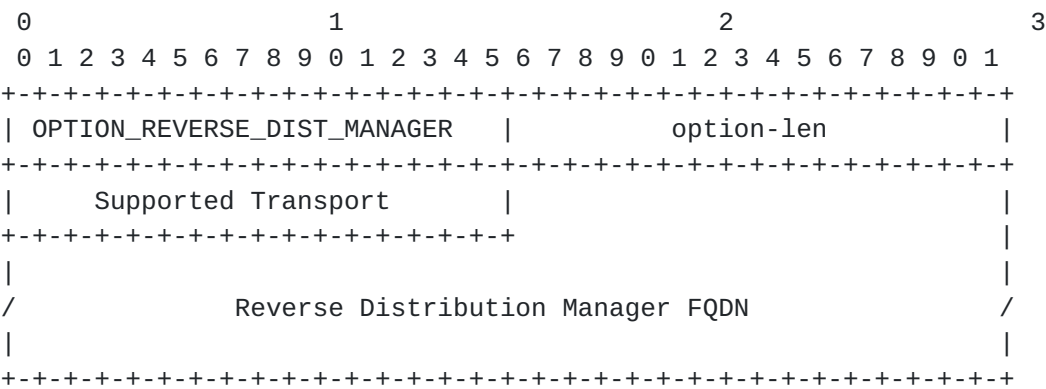 0                   1                       2                   3
 0 1 2 3 4 5 6 7 8 9 0 1 2 3 4 5 6 7 8 9 0 1 2 3 4 5 6 7 8 9 0 1
+-+-+-+-+-+-+-+-+-+-+-+-+-+-+-+-+-+-+-+-+-+-+-+-+-+-+-+-+-+-+-+-+
| OPTION_REVERSE_DIST_MANAGER   |          option-len           |
+-+-+-+-+-+-+-+-+-+-+-+-+-+-+-+-+-+-+-+-+-+-+-+-+-+-+-+-+-+-+-+-+
|     Supported Transport       |                               |
+-+-+-+-+-+-+-+-+-+-+-+-+-+-+-+-+                               |
|                                                               |
/              Reverse Distribution Manager FQDN                /
|                                                               |
+-+-+-+-+-+-+-+-+-+-+-+-+-+-+-+-+-+-+-+-+-+-+-+-+-+-+-+-+-+-+-+-+